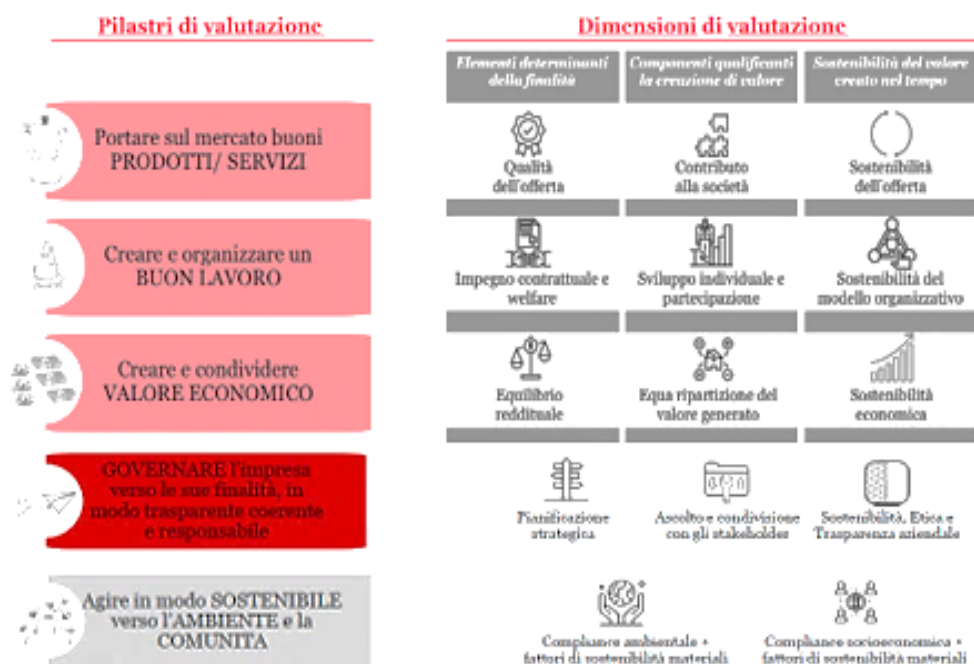 Pilastri di valutazione
Dimensioni di valutazione
Elementi determinanti
della finalità
Componenti qualificanti
la creazione di valore
Sostenibilità del valore
creato nel tempo
Portare sul mercato buoni
PRODOTTI/ SERVIZI
Qualità
dell'offerta
Contributo
alla società
Sostenibilità
dell'offerta
Creare e organizzare un
BUON LAVORO
Impegno contrattuale e
welfare
Sviluppo individuale e
partecipazione
Sostenibilità del
modello organizzativo
Creare e condividere
VALORE ECONOMICO
Equilibrio
reddituale
Equa ripartizione del
valore generato
Sostenibilità
economica
GOVERNARE l'impresa
verso le sue finalità, in
modo trasparente coerente
e responsabile
Pianificazione
strategica
Ascolto e condivisione
con gli stakeholder
Sostenibilità, Etica e
Trasparenza aziendale
Agire in modo SOSTENIBILE
verso l'AMBIENTE e la
COMUNITA
Compliance ambientale +
fattori di sostenibilità materiali
Compliance socioeconomica +
fattori di sostenibilità materiali